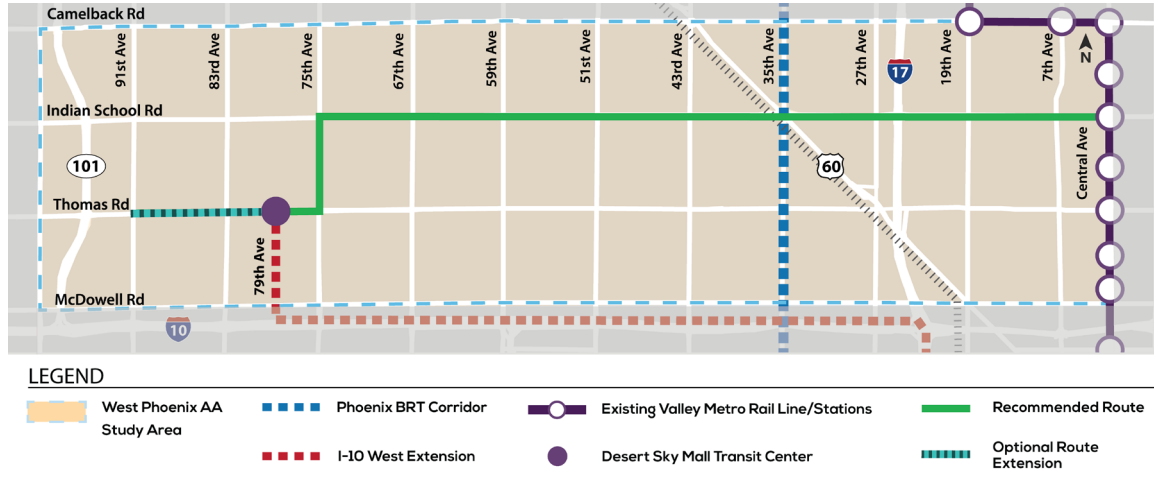 Camelback Rd
91st Ave
83rd Ave
75th Ave
67th Ave
59th Ave
51st Ave
43rd Ave
35th Ave
27th Ave
17
19th Ave
7th Ave
N
Indian School Rd
101
60
Central Ave
Thomas Rd
79th Ave
McDowell Rd
10
LEGEND
West Phoenix AA
Study Area
Phoenix BRT Corridor
I-10 West Extension
Existing Valley Metro Rail Line/Stations
Desert Sky Mall Transit Center
Recommended Route
Optional Route
Extension